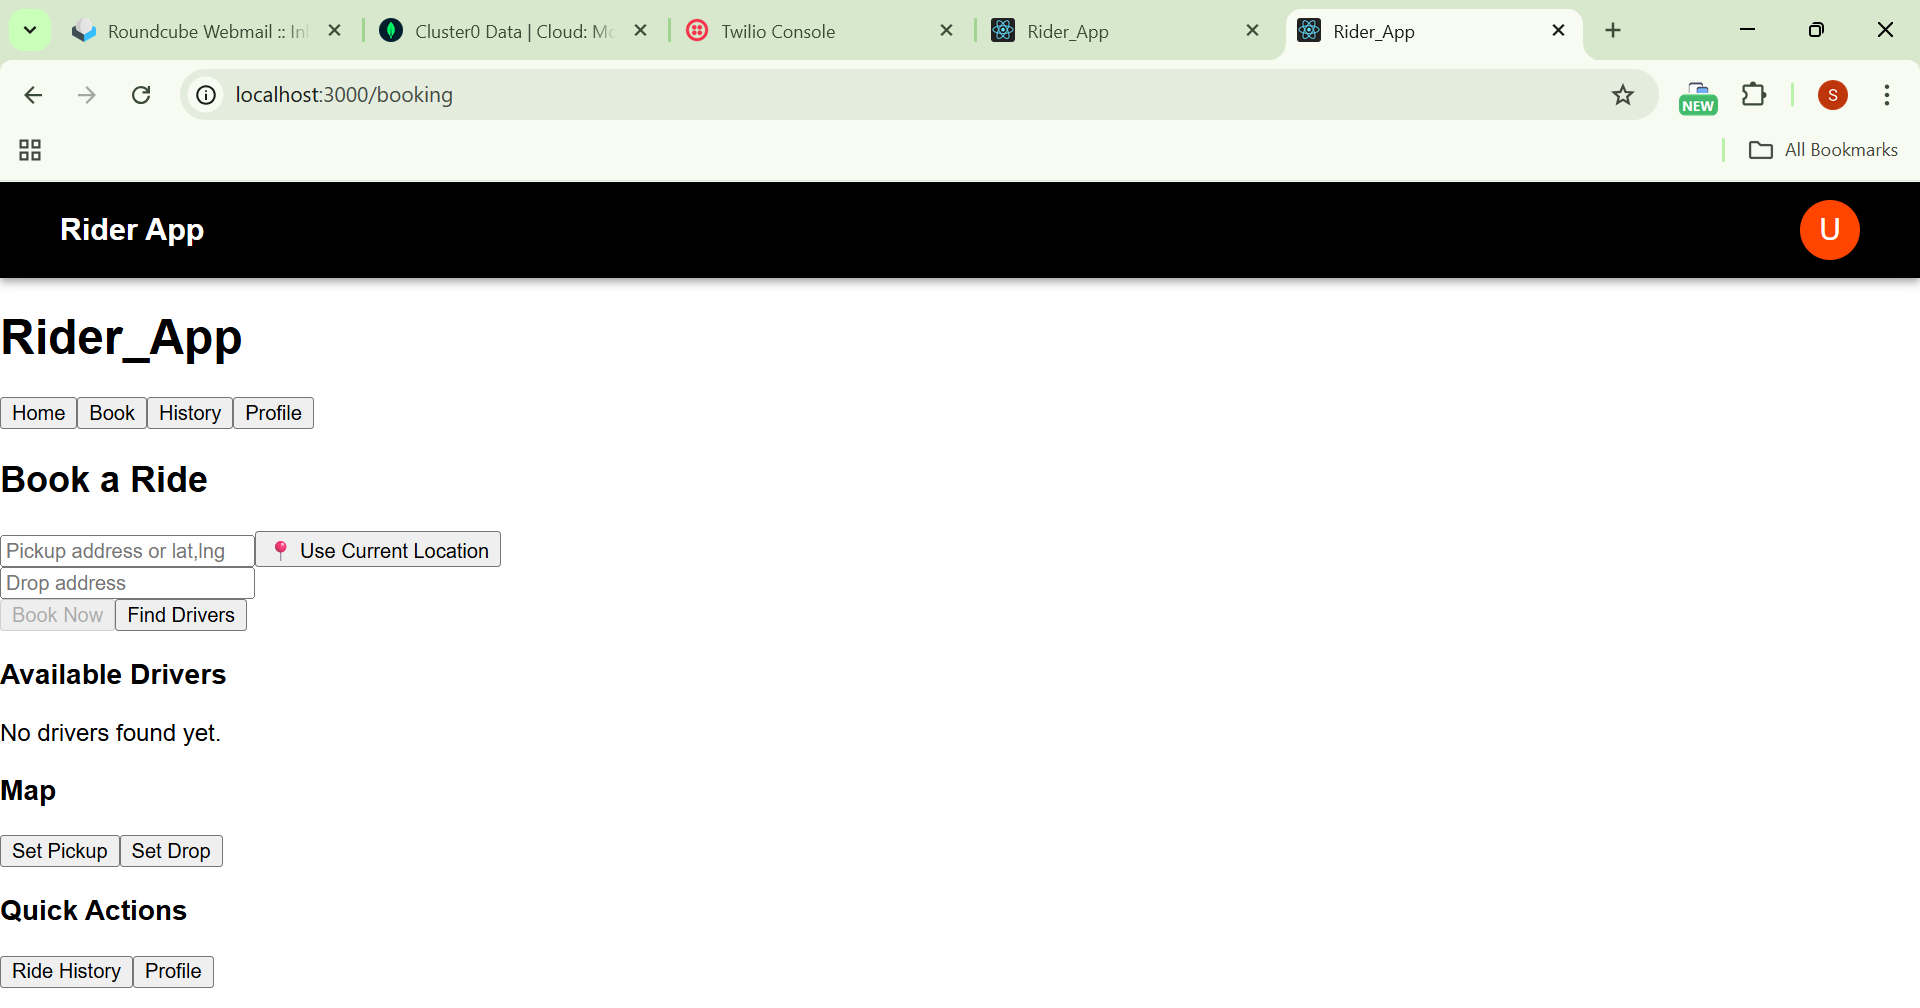 Roundcube Webmail :: In
Cluster0 Data | Cloud: Mo
Twilio Console
Rider_App
Rider_App
localhost:3000/booking
NEW
S
All Bookmarks
Rider App
U
Rider_App
Home Book History Profile
Book a Ride
Pickup address or lat,lng
Use Current Location
Drop address
Book Now Find Drivers
Available Drivers
No drivers found yet.
Map
Set Pickup Set Drop
Quick Actions
Ride History Profile